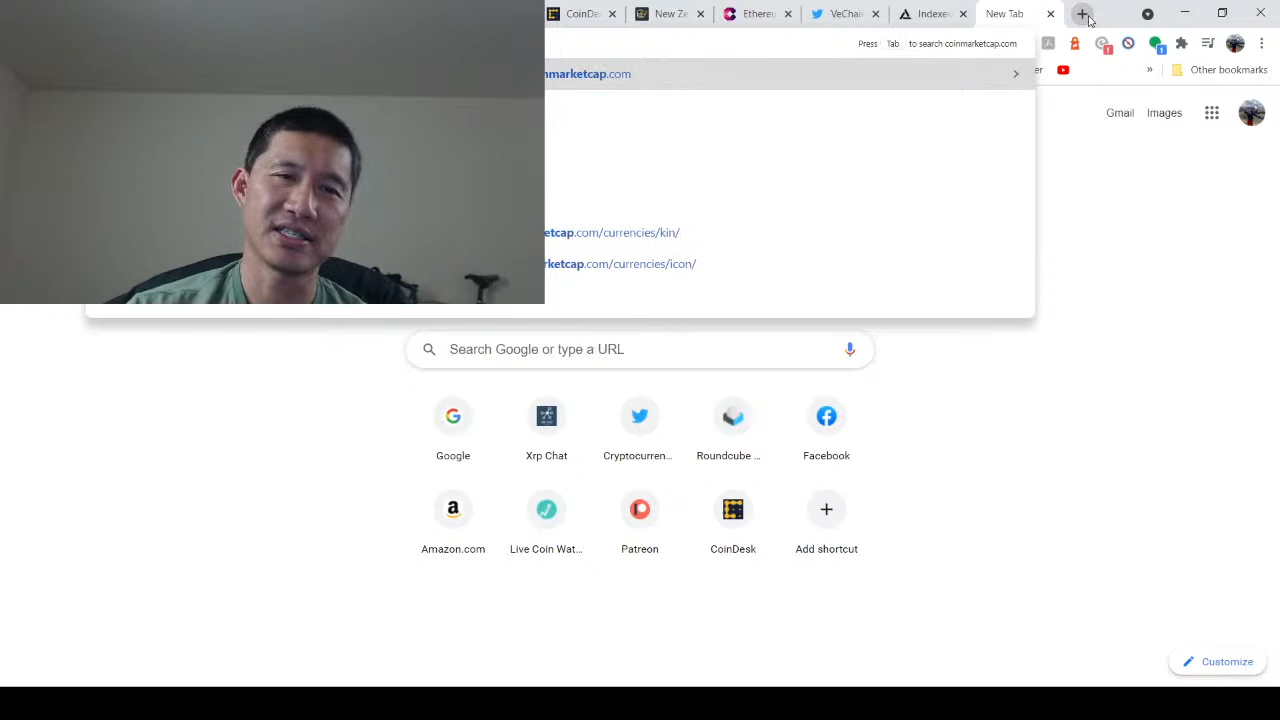 CoinDe
New Ze
Ethereu
VeChair
Indexe
New Tab
Press Tab to search coinmarketcap.com
nmarketcap.com
er
»
Other bookmarks
Gmail Images
etcap.com/currencies/kin/
rketcap.com/currencies/icon/
Search Google or type a URL
Google
Xrp Chat
Cryptocurren...
Roundcube ...
Facebook
Amazon.com
Live Coin Wat...
Patreon
CoinDesk
Add shortcut
Customize